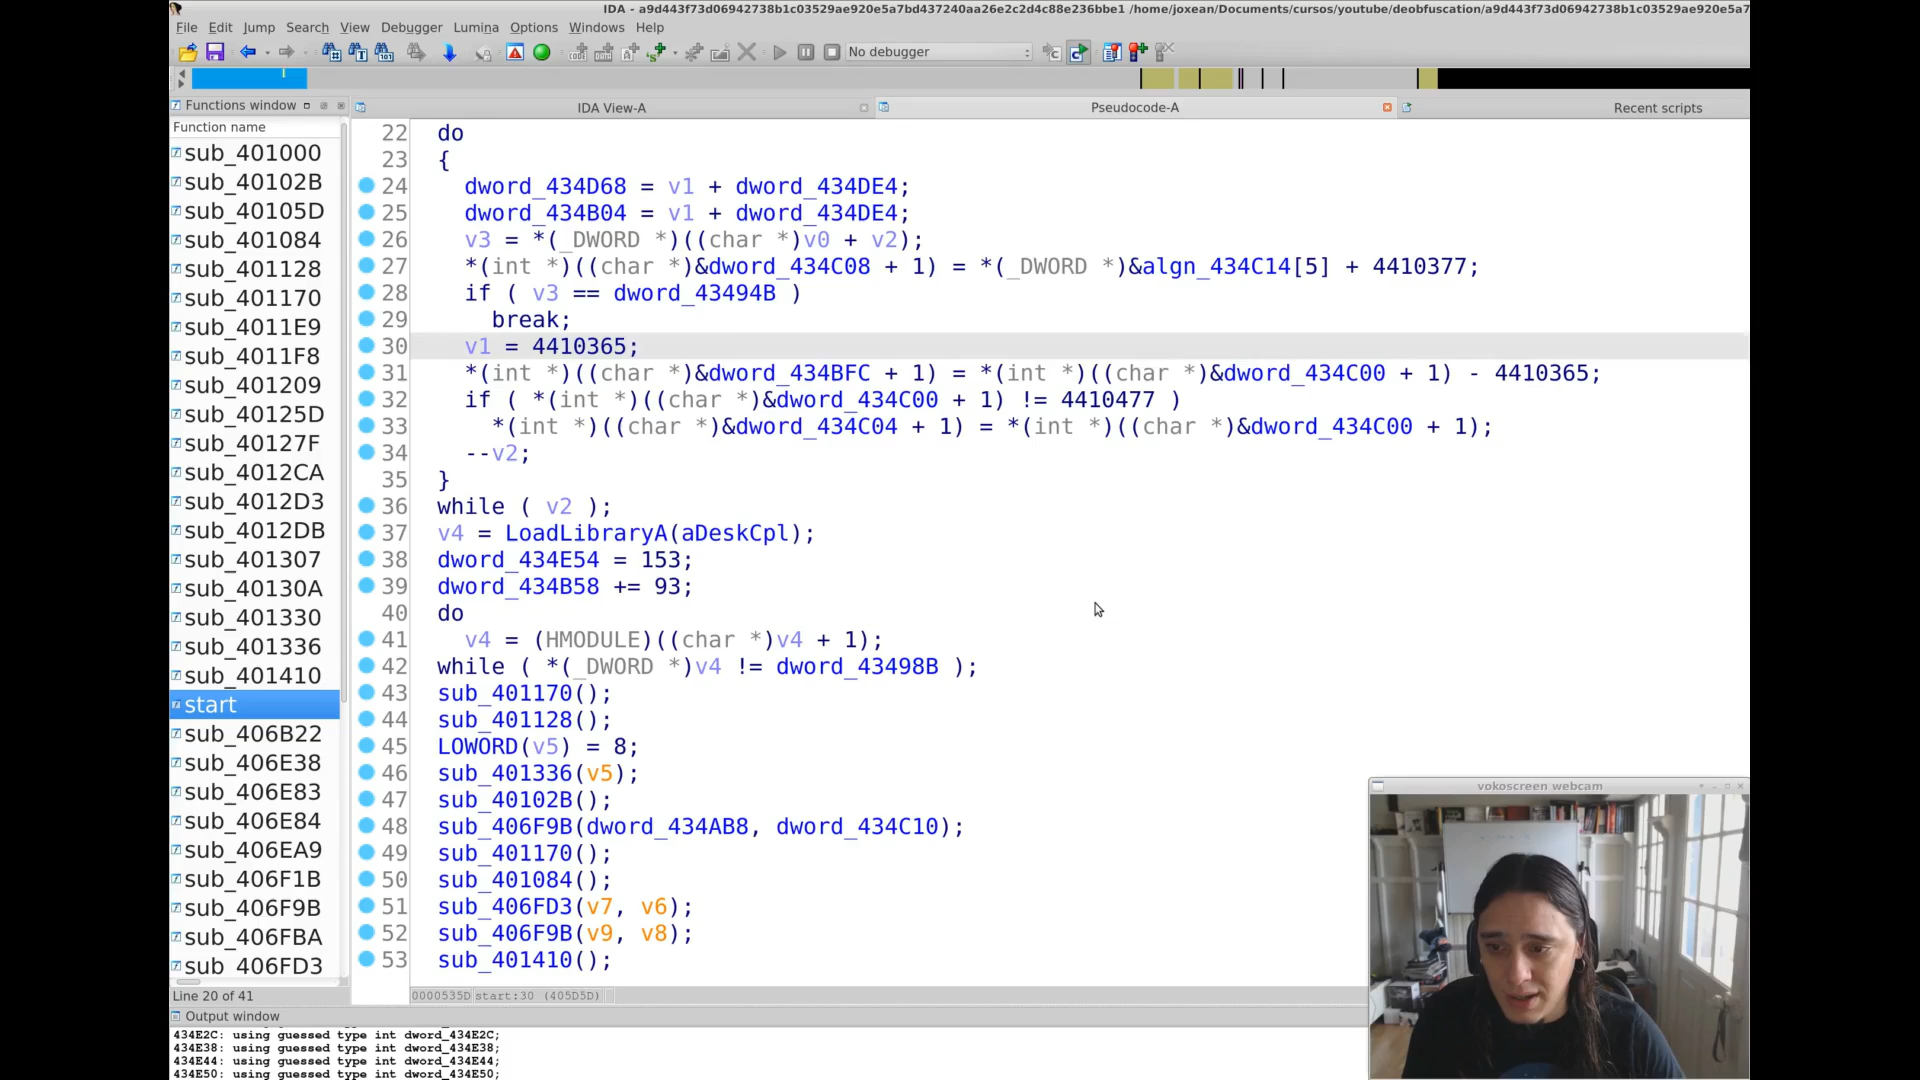 IDA - a9d443f73d06942738b1c03529ae920e5a7bd437240aa26e2c2d4c88e236bbe1 /home/joxean/Documents/cursos/youtube/deobfuscation/a9d443f73d06942738b1c03529ae920e5a7
File Edit Jump Search View Debugger Lumina Options Windows Help
No debugger
Functions window
IDA View-A
Pseudocode-A
Recent scripts
Function name
sub_401000
sub_40102B
sub_40105D
sub_401084
sub_401128
sub_401170
sub_4011E9
sub_4011F8
sub_401209
sub_40125D
sub_40127F
sub_4012CA
sub_4012D3
sub_4012DB
sub_401307
sub_40130A
sub_401330
sub_401336
sub_401410
start
sub_406B22
sub_406E38
sub_406E83
sub_406E84
sub_406EA9
sub_406F1B
sub_406F9B
sub_406FBA
sub_406FD3
Line 20 of 41
22 do
23 {
24 dword_434D68 = v1 + dword_434DE4;
25 dword_434B04 = v1 + dword_434DE4;
26 v3 = *(_DWORD *)((char *)v0 + v2);
27 *(int *)((char *)&dword_434C08 + 1) = *(_DWORD *)&algn_434C14[5] + 4410377;
28 if ( v3 == dword_43494B )
29 break;
30 v1 = 4410365;
31 *(int *)((char *)&dword_434BFC + 1) = *(int *)((char *)&dword_434C00 + 1) - 4410365;
32 if ( *(int *)((char *)&dword_434C00 + 1) != 4410477 )
33 *(int *)((char *)&dword_434C04 + 1) = *(int *)((char *)&dword_434C00 + 1);
34 --v2;
35 }
36 while ( v2 );
37 v4 = LoadLibraryA(aDeskCpl);
38 dword_434E54 = 153;
39 dword_434B58 += 93;
40 do
41 v4 = (HMODULE)((char *)v4 + 1);
42 while ( *(_DWORD *)v4 != dword_43498B );
43 sub_401170();
44 sub_401128();
45 LOWORD(v5) = 8;
46 sub_401336(v5);
47 sub_40102B();
48 sub_406F9B(dword_434AB8, dword_434C10);
49 sub_401170();
50 sub_401084();
51 sub_406FD3(v7, v6);
52 sub_406F9B(v9, v8);
53 sub_401410();
0000535D start:30 (405D5D)
vokoscreen webcam
Output window
434E2C: using guessed type int dword_434E2C;
434E38: using guessed type int dword_434E38;
434E44: using guessed type int dword_434E44;
434E50: using guessed type int dword_434E50;